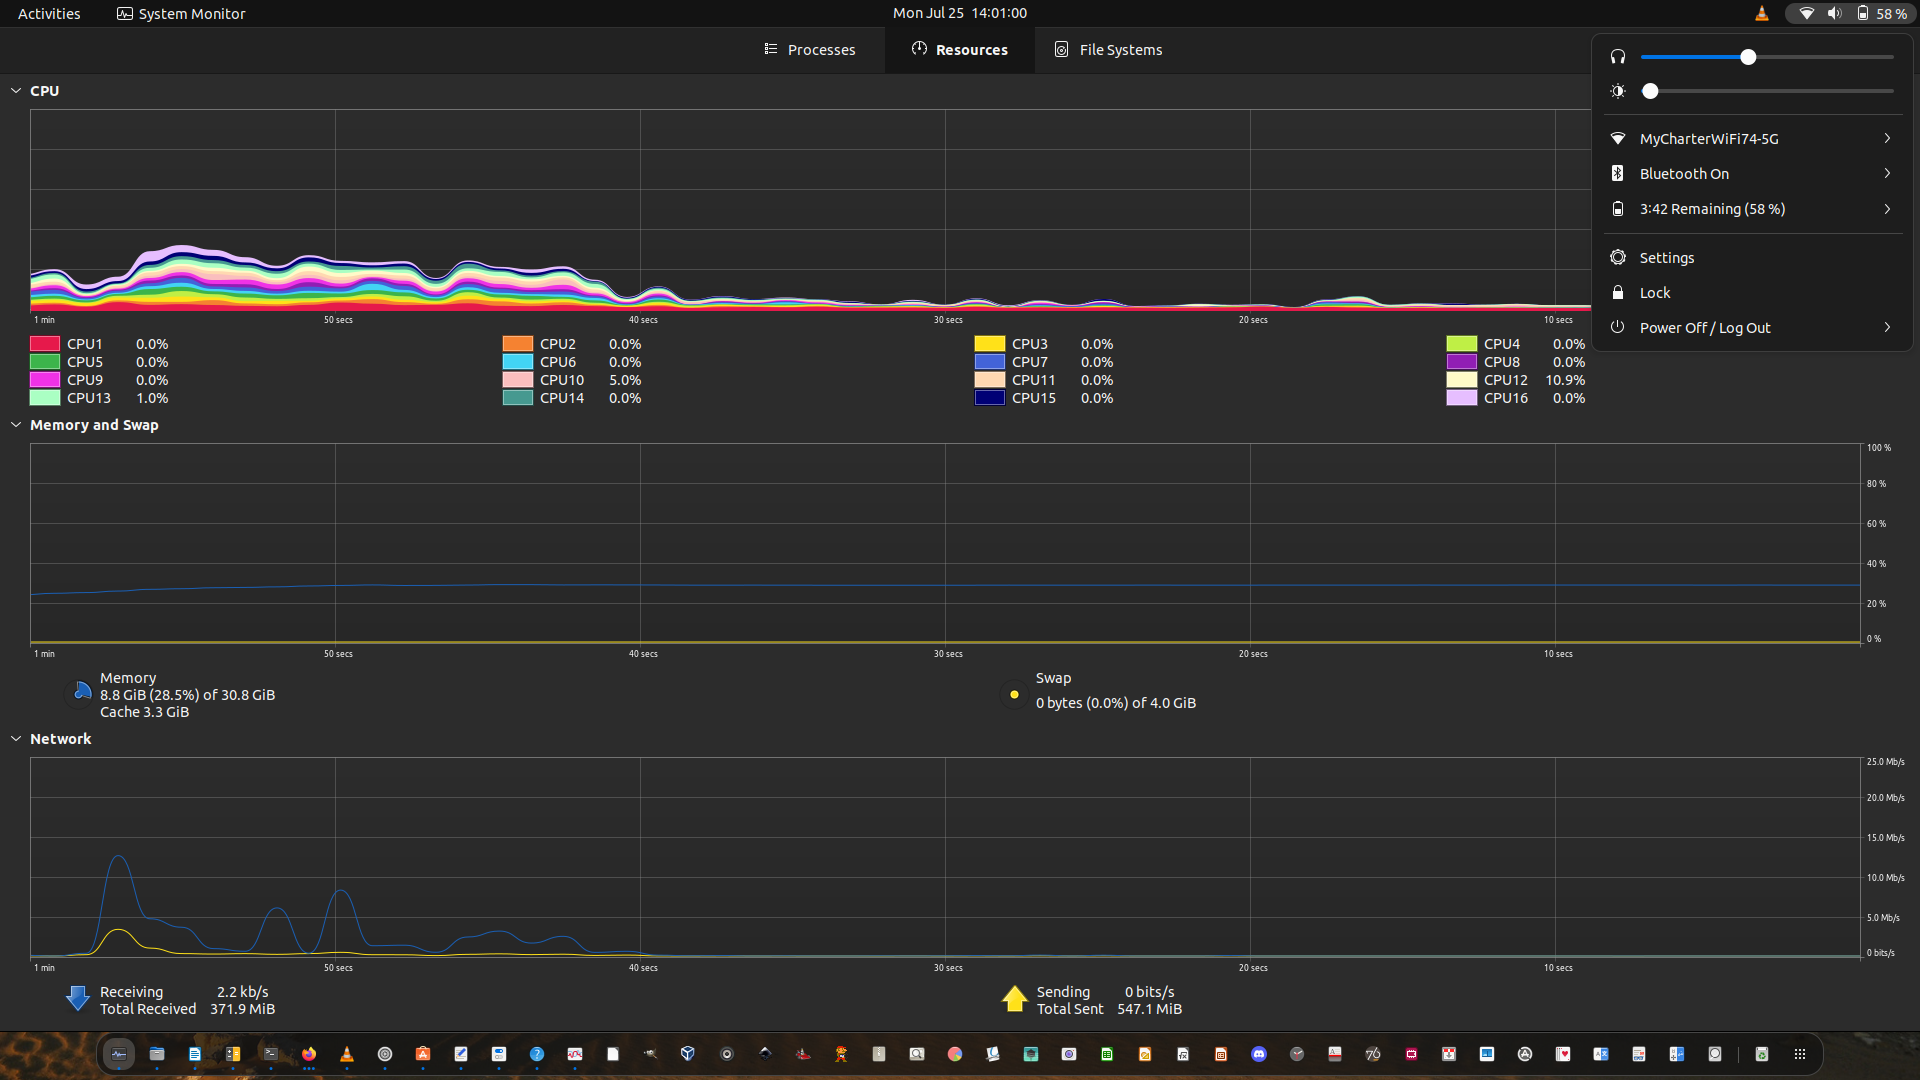 Activities
System Monitor
Mon Jul 25 14:01:00
58 %
Processes
Resources
File Systems
CPU
1 min
50 secs
40 secs
30 secs
20 secs
10 secs
CPU1 0.0%
CPU2 0.0%
CPU3 0.0%
CPU4 0.0%
CPU5 0.0%
CPU6 0.0%
CPU7 0.0%
CPU8 0.0%
CPU9 0.0%
CPU10 5.0%
CPU11 0.0%
CPU12 10.9%
CPU13 1.0%
CPU14 0.0%
CPU15 0.0%
CPU16 0.0%
MyCharterWiFi74-5G
Bluetooth On
3:42 Remaining (58 %)
Settings
Lock
Power Off / Log Out
Memory and Swap
100 %
80 %
60 %
40 %
20 %
0 %
1 min
50 secs
40 secs
30 secs
20 secs
10 secs
Memory
8.8 GiB (28.5%) of 30.8 GiB
Cache 3.3 GiB
Swap
0 bytes (0.0%) of 4.0 GiB
Network
25.0 Mb/s
20.0 Mb/s
15.0 Mb/s
10.0 Mb/s
5.0 Mb/s
0 bits/s
1 min
50 secs
40 secs
30 secs
20 secs
10 secs
Receiving 2.2 kb/s
Total Received 371.9 MiB
Sending 0 bits/s
Total Sent 547.1 MiB